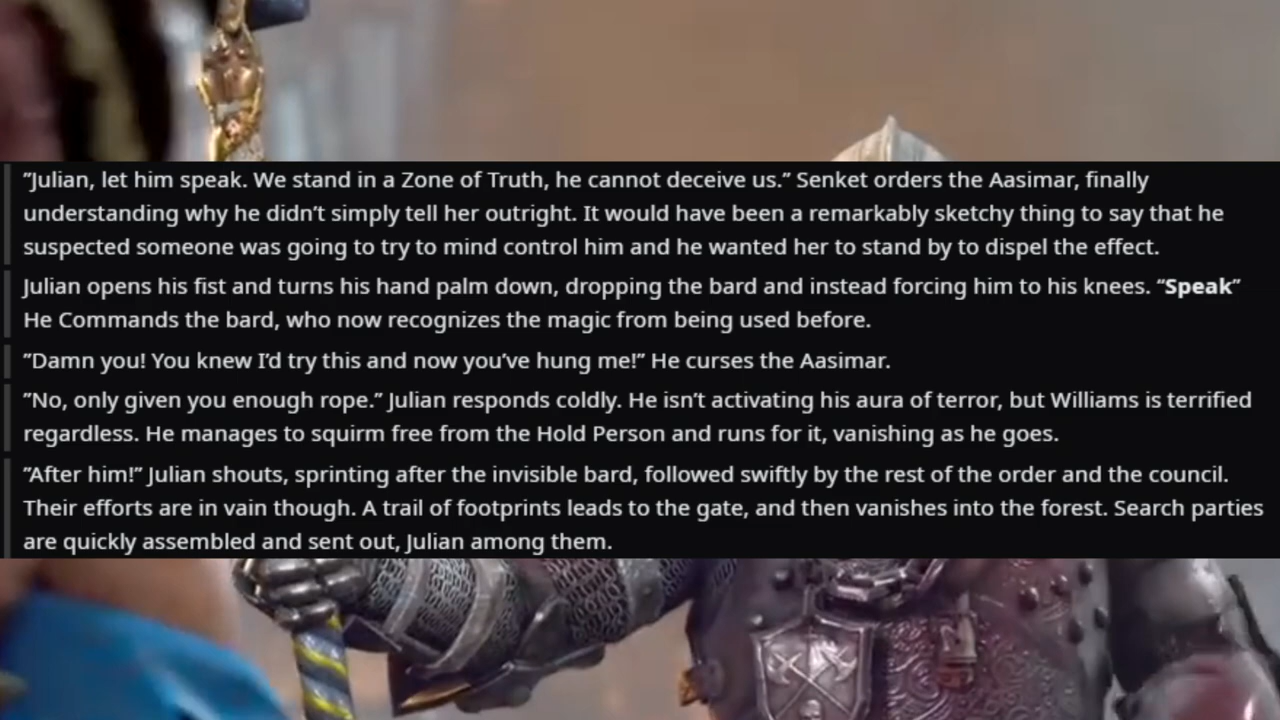 ”Julian, let him speak. We stand in a Zone of Truth, he cannot deceive us.” Senket orders the Aasimar, finally
understanding why he didn’t simply tell her outright. It would have been a remarkably sketchy thing to say that he
suspected someone was going to try to mind control him and he wanted her to stand by to dispel the effect.
Julian opens his fist and turns his hand palm down, dropping the bard and instead forcing him to his knees. “Speak”
He Commands the bard, who now recognizes the magic from being used before.
”Damn you! You knew I’d try this and now you’ve hung me!” He curses the Aasimar.
”No, only given you enough rope.” Julian responds coldly. He isn’t activating his aura of terror, but Williams is terrified
regardless. He manages to squirm free from the Hold Person and runs for it, vanishing as he goes.
”After him!” Julian shouts, sprinting after the invisible bard, followed swiftly by the rest of the order and the council.
Their efforts are in vain though. A trail of footprints leads to the gate, and then vanishes into the forest. Search parties
are quickly assembled and sent out, Julian among them.